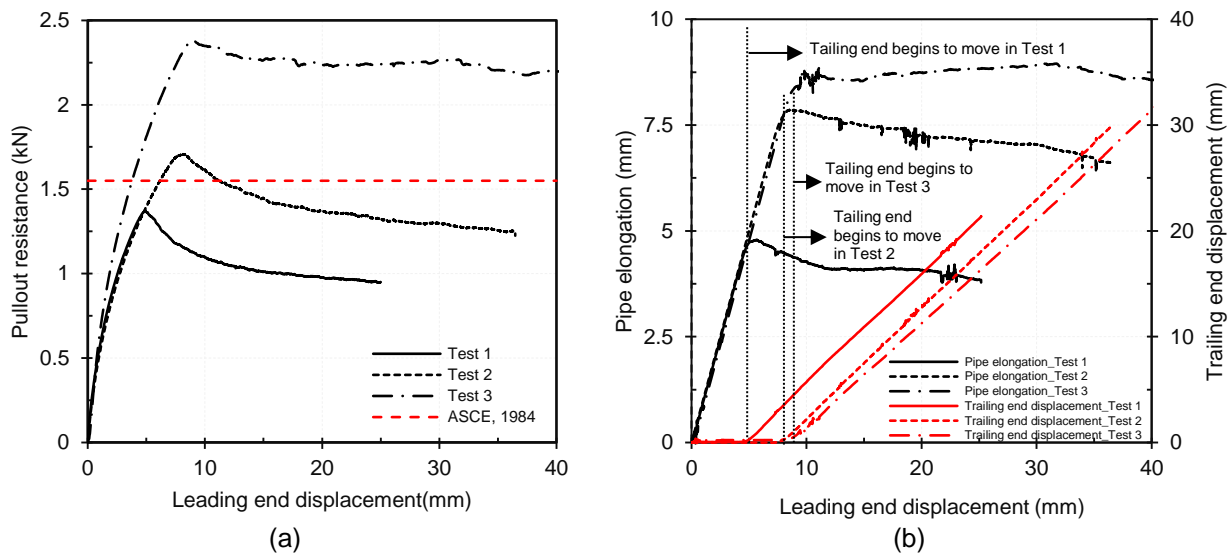 2.5
2
1.5
1
0.5
0
0
10
20
30
40
Pullout resistance (kN)
Leading end displacement(mm)
Test 1
Test 2
Test 3
ASCE, 1984
(a)
10
7.5
5
2.5
0
Pipe elongation (mm)
0
10
20
30
40
Leading end displacement (mm)
40
30
20
10
0
Trailing end displacement (mm)
Tailing end begins to move in Test 1
Tailing end begins to
move in Test 3
Tailing end
begins to move
in Test 2
Pipe elongation_Test 1
Pipe elongation_Test 2
Pipe elongation_Test 3
Trailing end displacement_Test 1
Trailing end displacement_Test 2
Trailing end displacement_Test 3
(b)